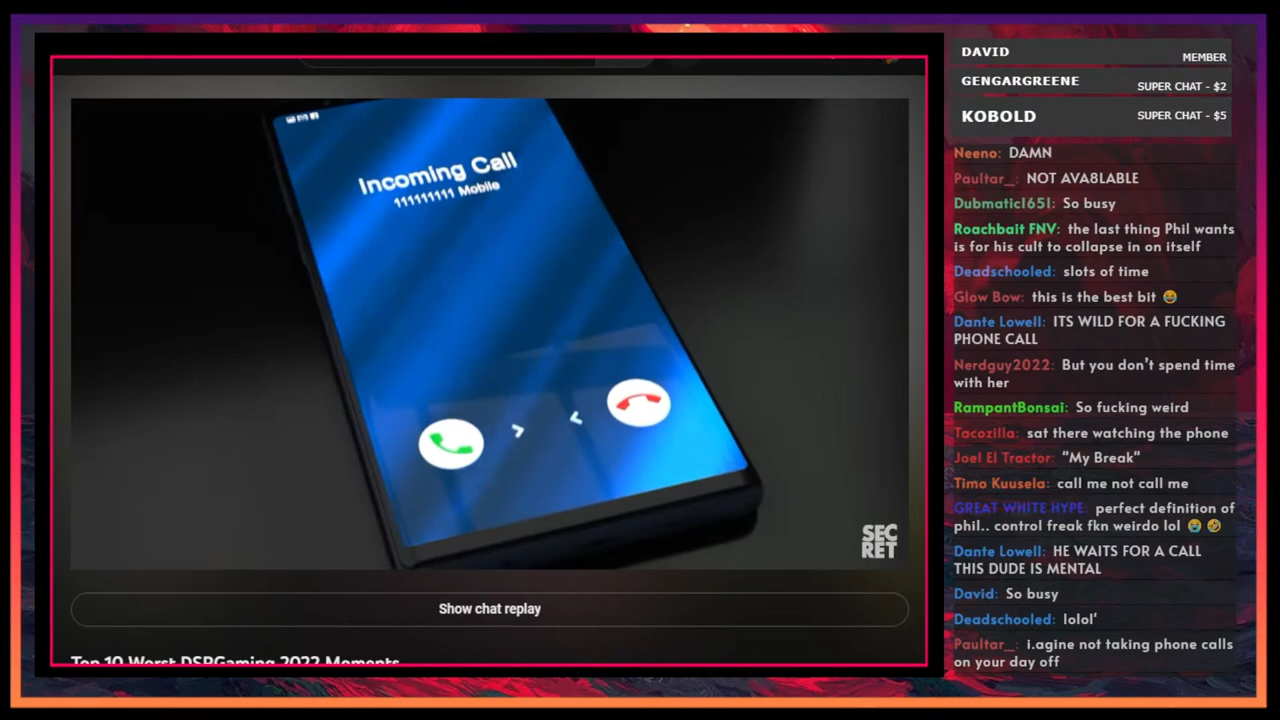 Incoming Call
111111111 Mobile
SEC
RET
Show chat replay
Top 10 Worst DSPGaming 2022 Moments
DAVID
MEMBER
GENGARGREENE
SUPER CHAT - $2
KOBOLD
SUPER CHAT - $5
Neeno: DAMN
Paultar_: NOT AVA8LABLE
Dubmatic1651: So busy
Roachbait FNV: the last thing Phil wants
is for his cult to collapse in on itself
Deadschooled: slots of time
Glow Bow: this is the best bit 😂
Dante Lowell: ITS WILD FOR A FUCKING
PHONE CALL
Nerdguy2022: But you don't spend time
with her
RampantBonsai: So fucking weird
Tacozilla: sat there watching the phone
Joel El Tractor: "My Break"
Timo Kuusela: call me not call me
GREAT WHITE HYPE: perfect definition of
phil.. control freak fkn weirdo lol 😭 🤣
Dante Lowell: HE WAITS FOR A CALL
THIS DUDE IS MENTAL
David: So busy
Deadschooled: lolol'
Paultar_: i.agine not taking phone calls
on your day off